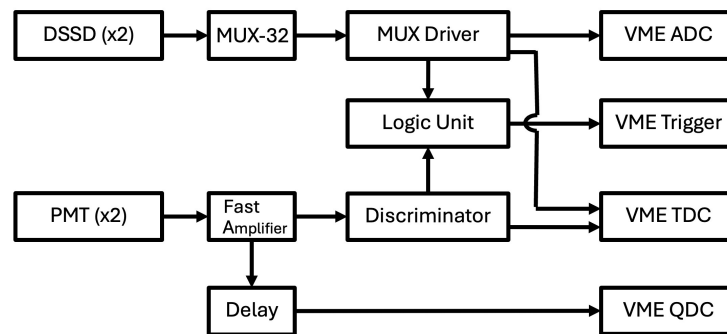 DSSD (x2)
MUX-32
MUX Driver
VME ADC
Logic Unit
VME Trigger
PMT (x2)
Fast
Amplifier
Discriminator
VME TDC
Delay
VME QDC